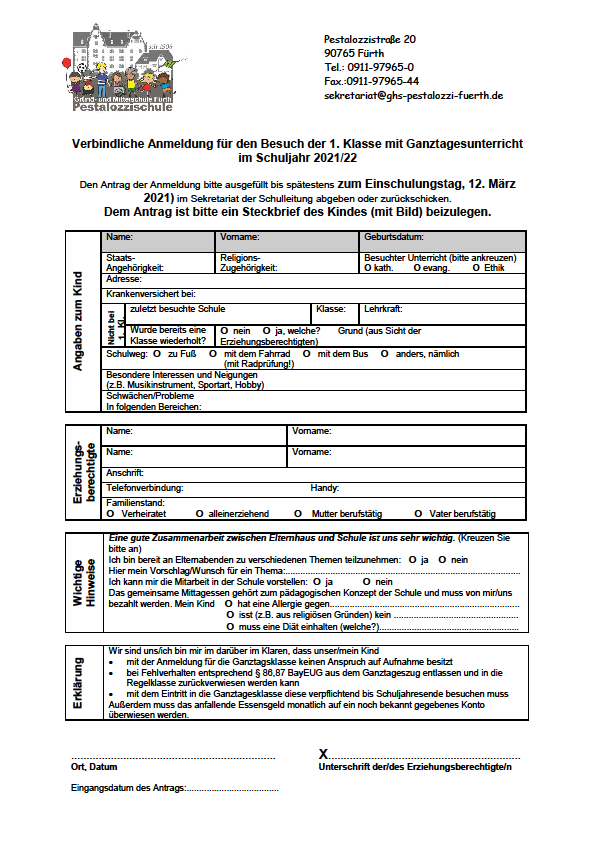 seit 1906
Grund- und Mittelschule Fürth
Pestalozzischule
Pestalozzistraße 20
90765 Fürth
Tel.: 0911-97965-0
Fax.:0911-97965-44
sekretariat@ghs-pestalozzi-fuerth.de
Verbindliche Anmeldung für den Besuch der 1. Klasse mit Ganztagesunterricht
im Schuljahr 2021/22
Den Antrag der Anmeldung bitte ausgefüllt bis spätestens zum Einschulungstag, 12. März
2021) im Sekretariat der Schulleitung abgeben oder zurückschicken.
Dem Antrag ist bitte ein Steckbrief des Kindes (mit Bild) beizulegen.
Angaben zum Kind
Name: Vorname: Geburtsdatum:
Staats- Religions- Besuchter Unterricht (bitte ankreuzen)
Angehörigkeit: Zugehörigkeit: O kath. O evang. O Ethik
Adresse:
Krankenversichert bei:
Nicht bei
1. Kl.
zuletzt besuchte Schule Klasse: Lehrkraft:
Wurde bereits eine O nein O ja, welche? Grund (aus Sicht der
Klasse wiederholt? Erziehungsberechtigten)
Schulweg: O zu Fuß O mit dem Fahrrad O mit dem Bus O anders, nämlich
(mit Radprüfung!)
Besondere Interessen und Neigungen
(z.B. Musikinstrument, Sportart, Hobby)
Schwächen/Probleme
In folgenden Bereichen:
Erziehungs-
berechtigte
Name: Vorname:
Name: Vorname:
Anschrift:
Telefonverbindung: Handy:
Familienstand:
O Verheiratet O alleinerziehend O Mutter berufstätig O Vater berufstätig
Wichtige
Hinweise
Eine gute Zusammenarbeit zwischen Elternhaus und Schule ist uns sehr wichtig. (Kreuzen Sie
bitte an)
Ich bin bereit an Elternabenden zu verschiedenen Themen teilzunehmen: O ja O nein
Hier mein Vorschlag/Wunsch für ein Thema:....................................................
Ich kann mir die Mitarbeit in der Schule vorstellen: O ja O nein
Das gemeinsame Mittagessen gehört zum pädagogischen Konzept der Schule und muss von mir/uns
bezahlt werden. Mein Kind O hat eine Allergie gegen....................................................
O isst (z.B. aus religiösen Gründen) kein ....................................................
O muss eine Diät einhalten (welche?)....................................................
Erklärung
Wir sind uns/ich bin mir im darüber im Klaren, dass unser/mein Kind
• mit der Anmeldung für die Ganztagsklasse keinen Anspruch auf Aufnahme besitzt
• bei Fehlverhalten entsprechend § 86,87 BayEUG aus dem Ganztageszug entlassen und in die
Regelklasse zurückverwiesen werden kann
• mit dem Eintritt in die Ganztagesklasse diese verpflichtend bis Schuljahresende besuchen muss
Außerdem muss das anfallende Essensgeld monatlich auf ein noch bekannt gegebenes Konto
überwiesen werden.
.................................................... X....................................................
Ort, Datum Unterschrift der/des Erziehungsberechtigte/n
Eingangsdatum des Antrags:......................................